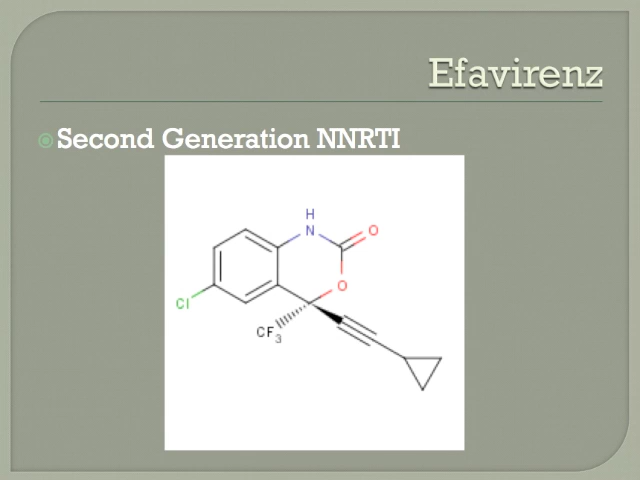 Efavirenz
Second Generation NNRTI
H
N
O
O
Cl
CF3